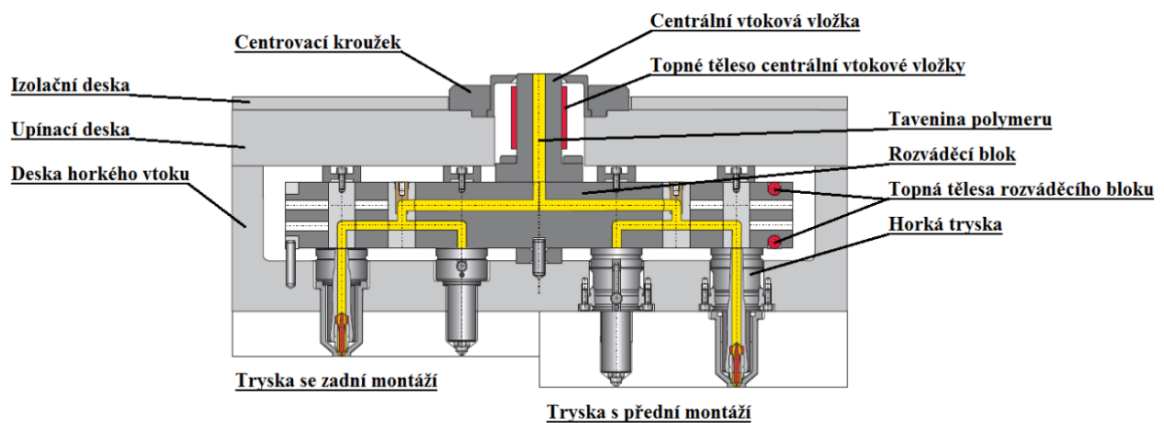 Centrální vtoková vložka
Centrovací kroužek
Topné těleso centrální vtokové vložky
Izolační deska
Tavenina polymeru
Upínací deska
Rozváděcí blok
Deska horkého vtoku
Topná tělesa rozváděcího bloku
Horká tryska
Tryska se zadní montáží
Tryska s přední montáží